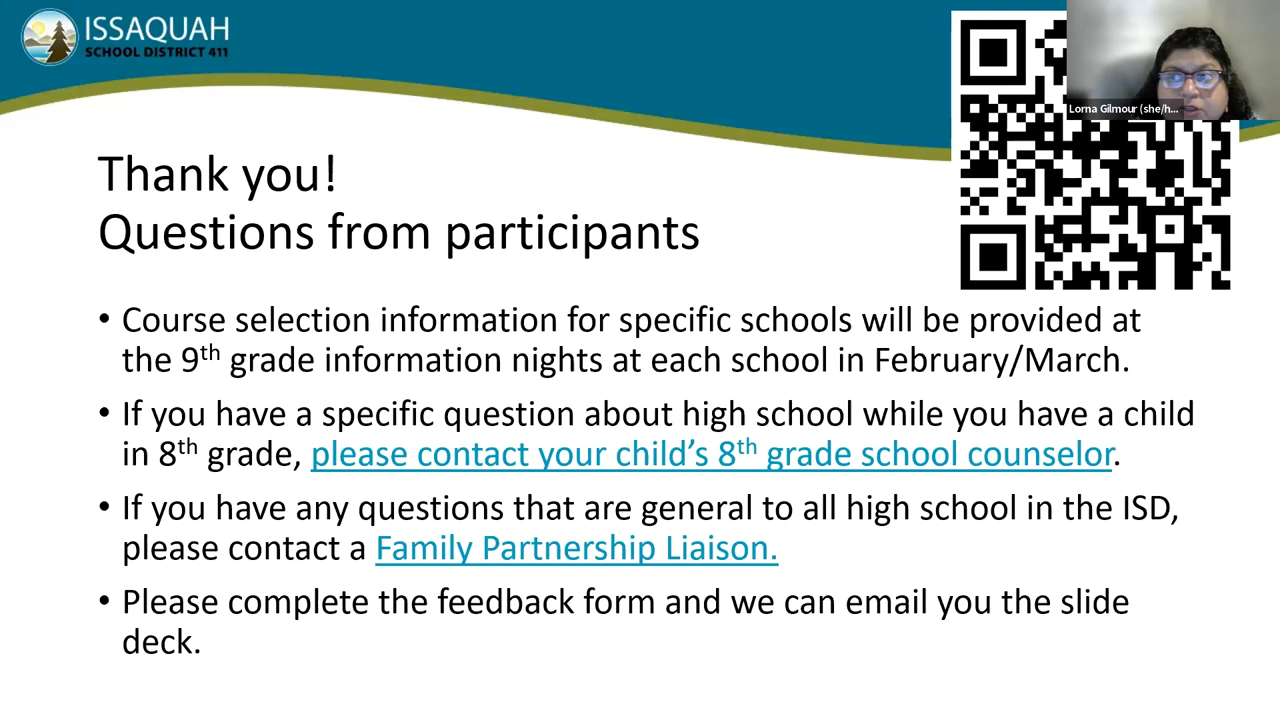 ISSAQUAH
SCHOOL DISTRICT 411
Lorna Gilmour (she/h...
Thank you!
Questions from participants
• Course selection information for specific schools will be provided at
the 9th grade information nights at each school in February/March.
• If you have a specific question about high school while you have a child
in 8th grade, please contact your child’s 8th grade school counselor.
• If you have any questions that are general to all high school in the ISD,
please contact a Family Partnership Liaison.
• Please complete the feedback form and we can email you the slide
deck.